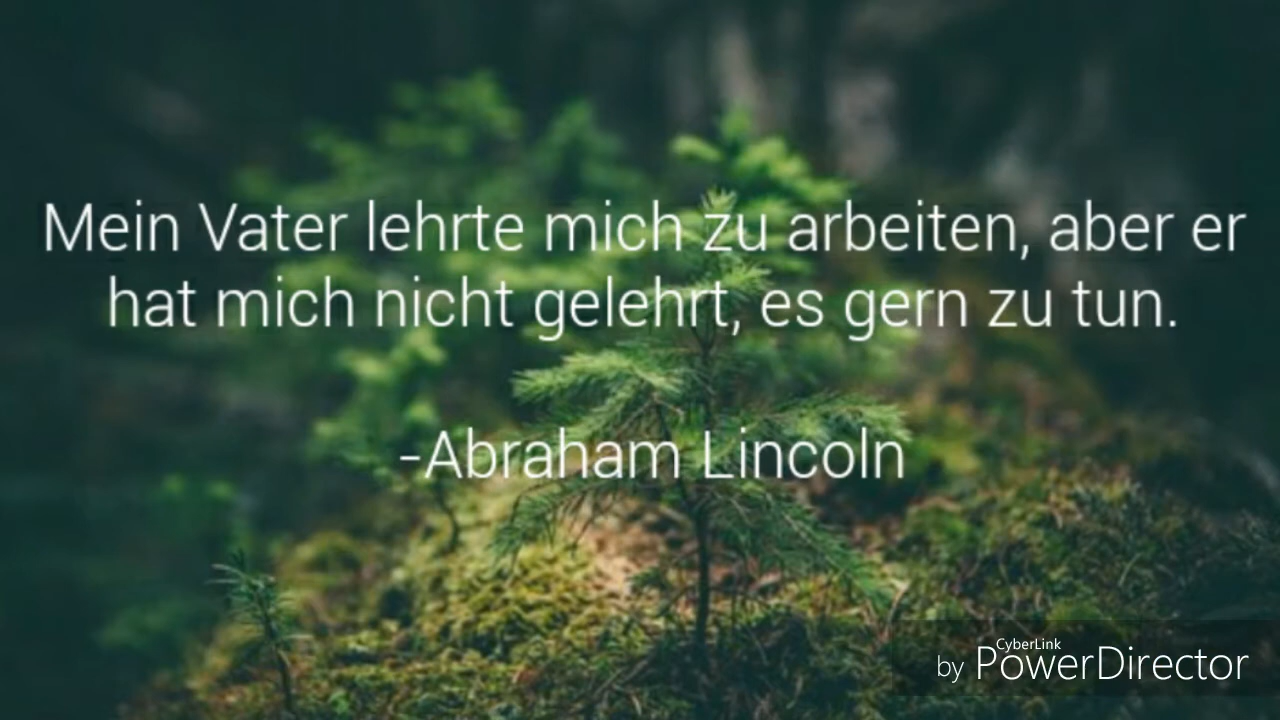 Mein Vater lehrte mich zu arbeiten, aber er
hat mich nicht gelehrt, es gern zu tun.
-Abraham Lincoln
CyberLink
by PowerDirector